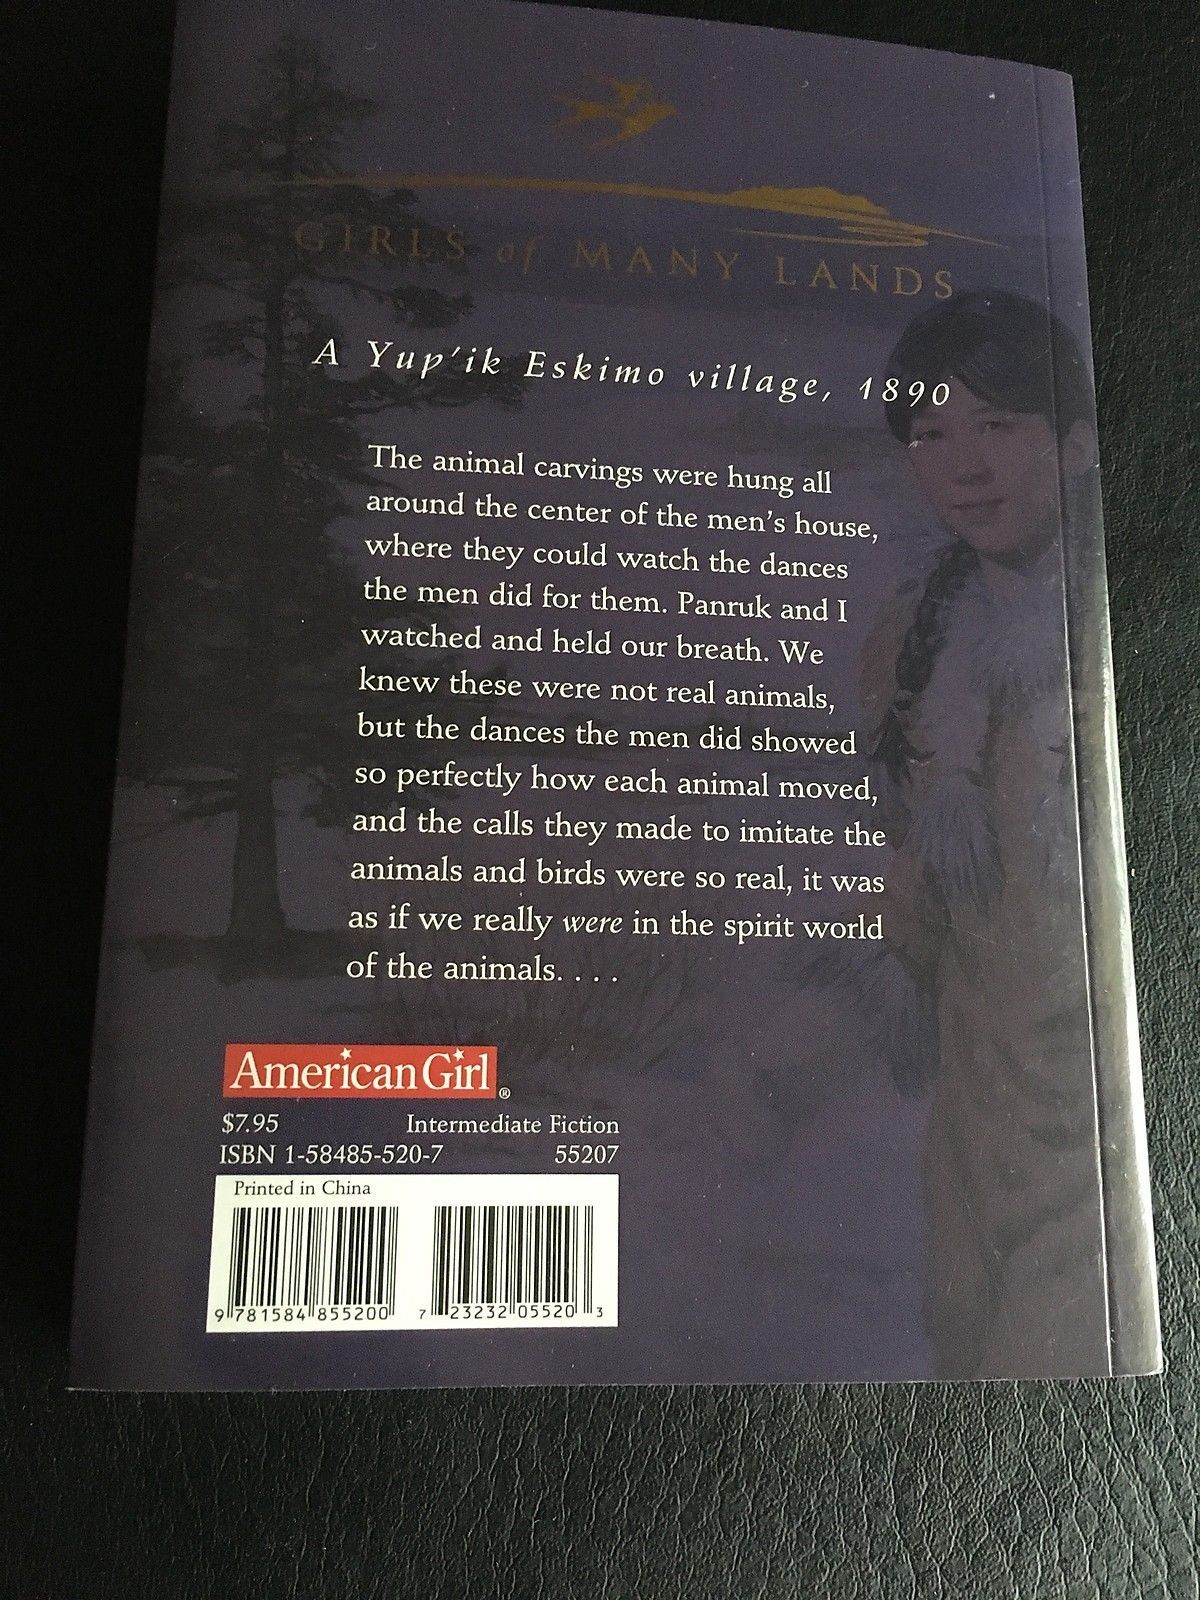 GIRLS of MANY LANDS
A Yup'ik Eskimo village, 1890
The animal carvings were hung all
around the center of the men's house,
where they could watch the dances
the men did for them. Panruk and I
watched and held our breath. We
knew these were not real animals,
but the dances the men did showed
so perfectly how each animal moved,
and the calls they made to imitate the
animals and birds were so real, it was
as if we really were in the spirit world
of the animals. . . .
American Girl®
$7.95 Intermediate Fiction
ISBN 1-58485-520-7 55207
Printed in China
9 781584 855200 7 23232 05520 3